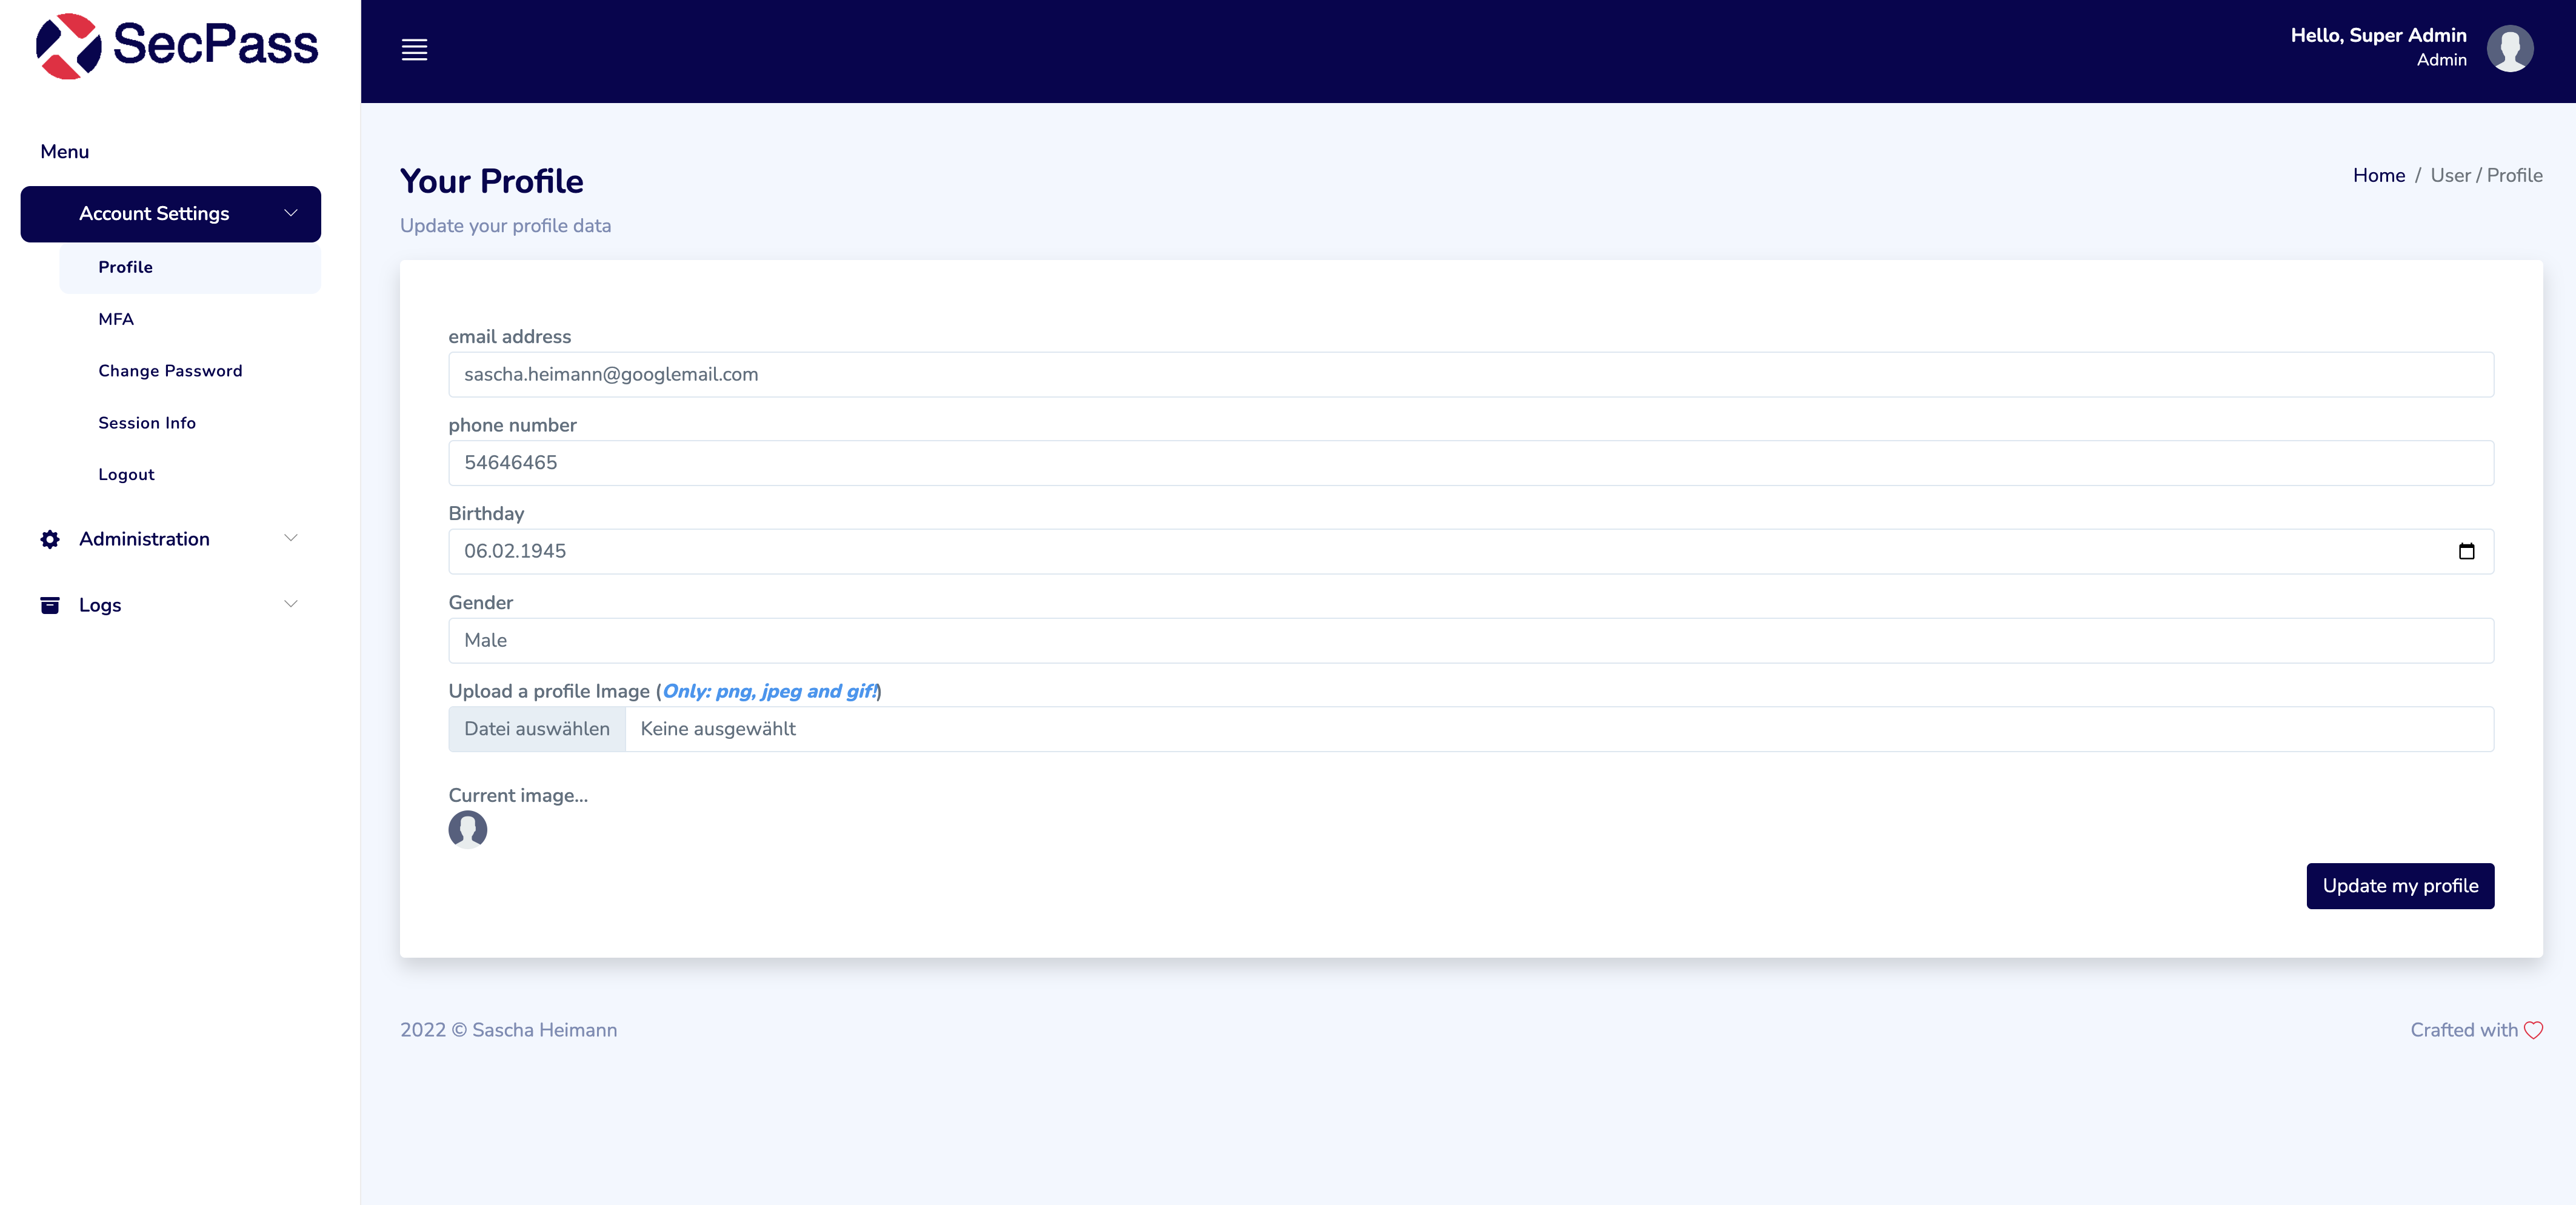 SecPass
Hello, Super Admin
Admin
Menu
Account Settings
Profile
MFA
Change Password
Session Info
Logout
Administration
Logs
Your Profile
Home / User / Profile
Update your profile data
email address
sascha.heimann@googlemail.com
phone number
54646465
Birthday
06.02.1945
Gender
Male
Upload a profile Image (Only: png, jpeg and gif!)
Datei auswählen Keine ausgewählt
Current image...
Update my profile
2022 © Sascha Heimann
Crafted with